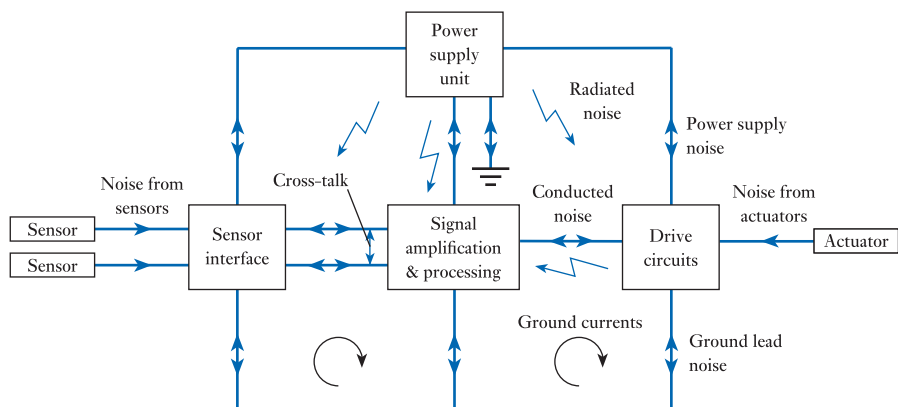 Power
supply
unit
Radiated
noise
Power supply
noise
Cross-talk
Noise from
sensors
Conducted
noise
Noise from
actuators
Sensor
Sensor
Sensor
interface
Signal
amplification
& processing
Drive
circuits
Actuator
Ground currents
Ground lead
noise